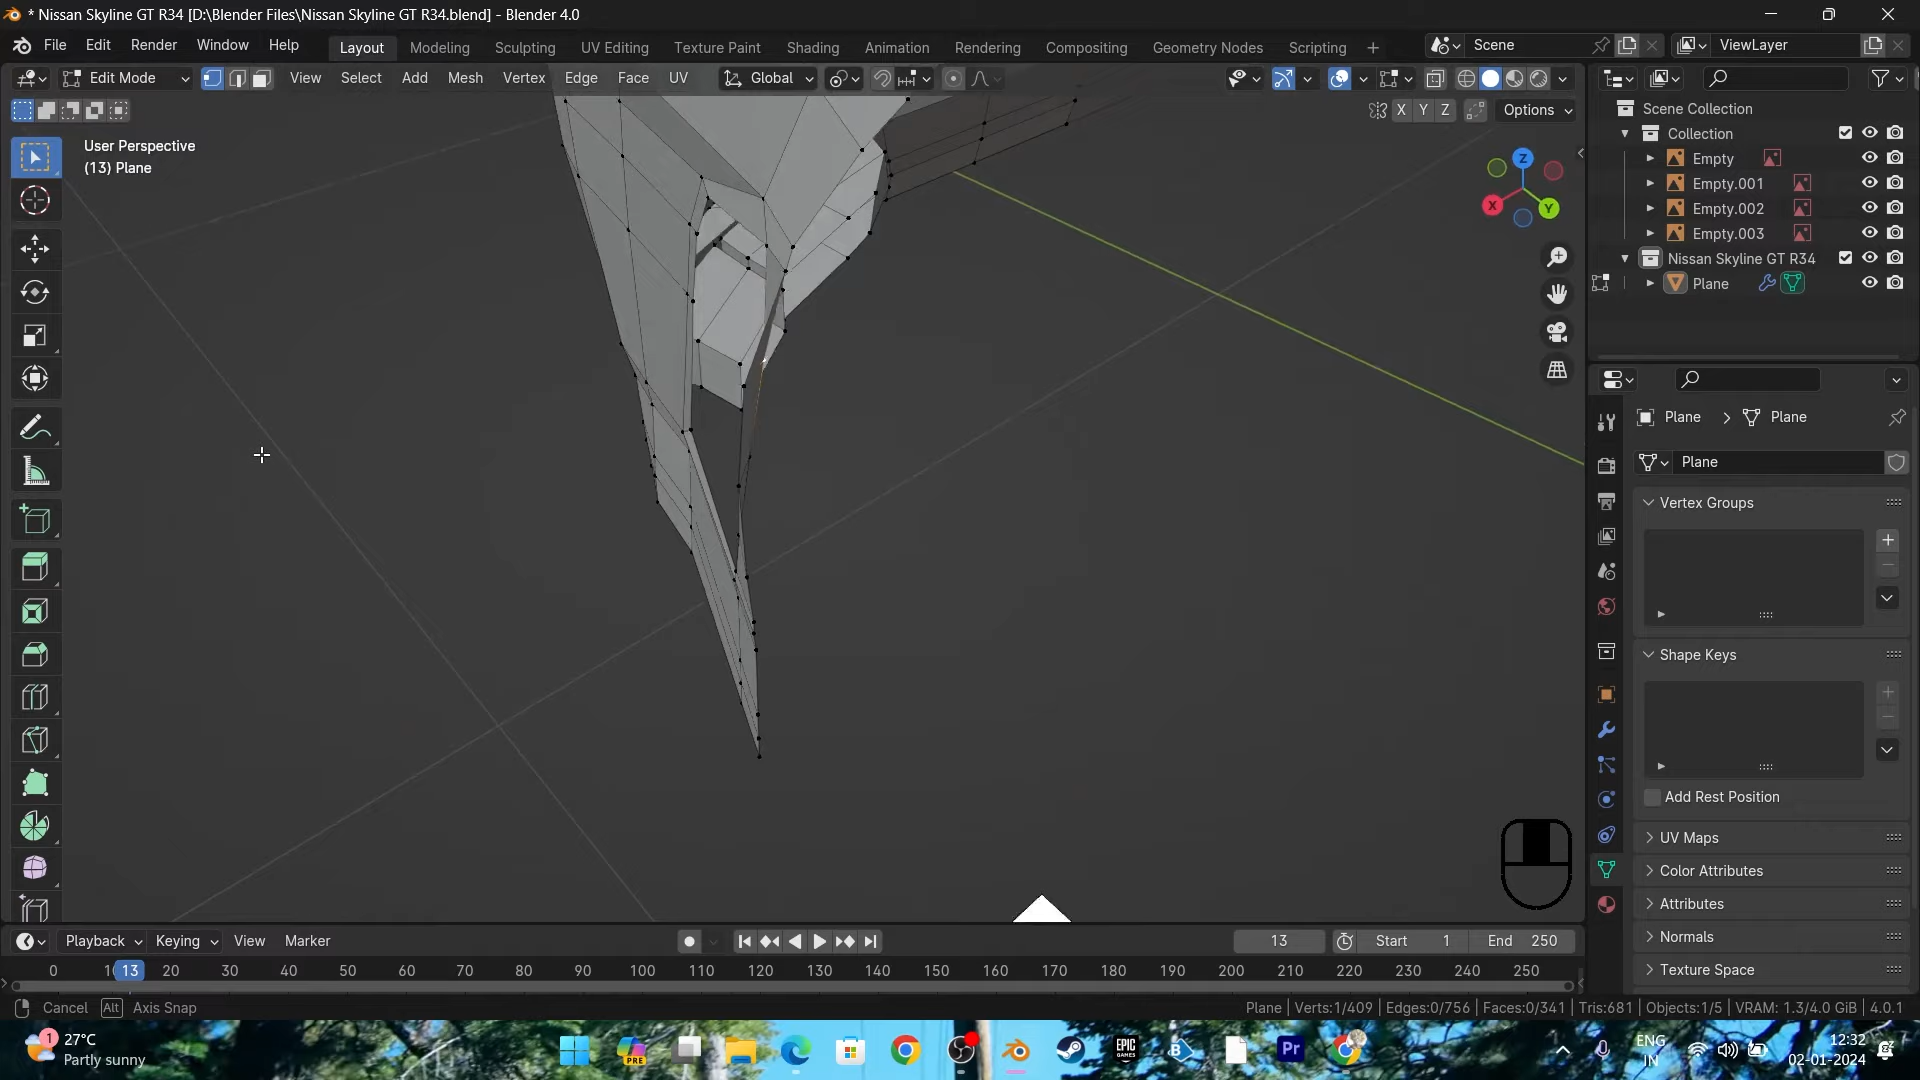 * Nissan Skyline GT R34 [D:\Blender Files\Nissan Skyline GT R34.blend] - Blender 4.0
File Edit Render Window Help Layout Modeling Sculpting UV Editing Texture Paint Shading Animation Rendering Compositing Geometry Nodes Scripting + Scene ViewLayer
Edit Mode View Select Add Mesh Vertex Edge Face UV Global
X Y Z Options
User Perspective
(13) Plane
Z
X
Y
Scene Collection
Collection
Empty
Empty.001
Empty.002
Empty.003
Nissan Skyline GT R34
Plane
Plane > Plane
Plane
Vertex Groups
Shape Keys
Add Rest Position
UV Maps
Color Attributes
Attributes
Normals
Texture Space
Playback Keying View Marker 13 Start 1 End 250
0 10 13 20 30 40 50 60 70 80 90 100 110 120 130 140 150 160 170 180 190 200 210 220 230 240 250
Cancel Alt Axis Snap Plane | Verts:1/409 | Edges:0/756 | Faces:0/341 | Tris:681 | Objects:1/5 | VRAM: 1.3/4.0 GiB | 4.0.1
1 27°C
Partly sunny
PRE
EPIC
GAMES
B
Pr
ENG
IN
12:32
02-01-2024